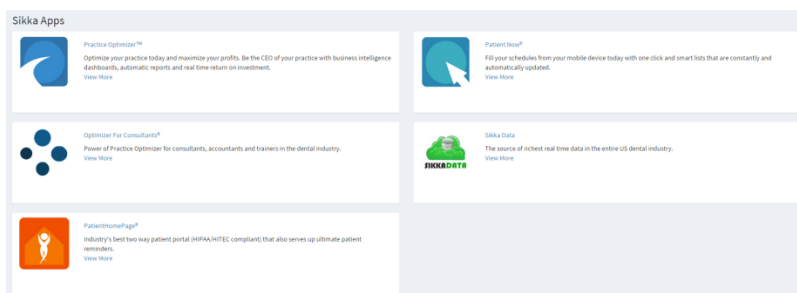 Sikka Apps
Practice Optimizer™
Optimize your practice today and maximize your profits. Be the CEO of your practice with business intelligence
dashboards, automatic reports and real time return on investment.
View More
Patient Now®
Fill your schedules from your mobile device today with one click and smart lists that are constantly and
automatically updated.
View More
Optimizer For Consultants®
Power of Practice Optimizer for consultants, accountants and trainers in the dental industry.
View More
SIKKADATA
Sikka Data
The source of richest real time data in the entire US dental industry.
View More
PatientHomePage®
Industry's best two way patient portal (HIPAA/HITEC compliant) that also serves up ultimate patient
reminders.
View More